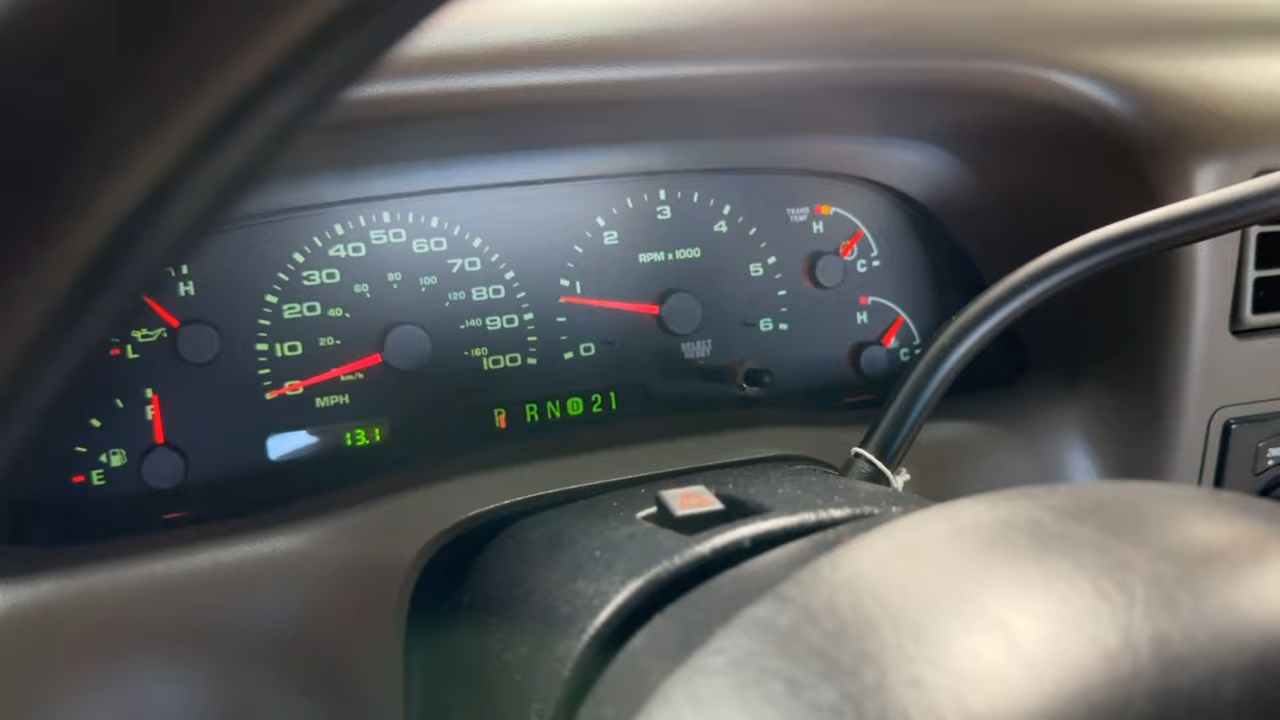 H
L
F
E
0 10 20 30 40 50 60 70 80 90 100
20 40 60 80 100 120 140 160
km/h
MPH
13.1
0 1 2 3 4 5 6
RPM x 1000
SELECT
RESET
P R N D 2 1
TRANS
TEMP
H
C
H
C